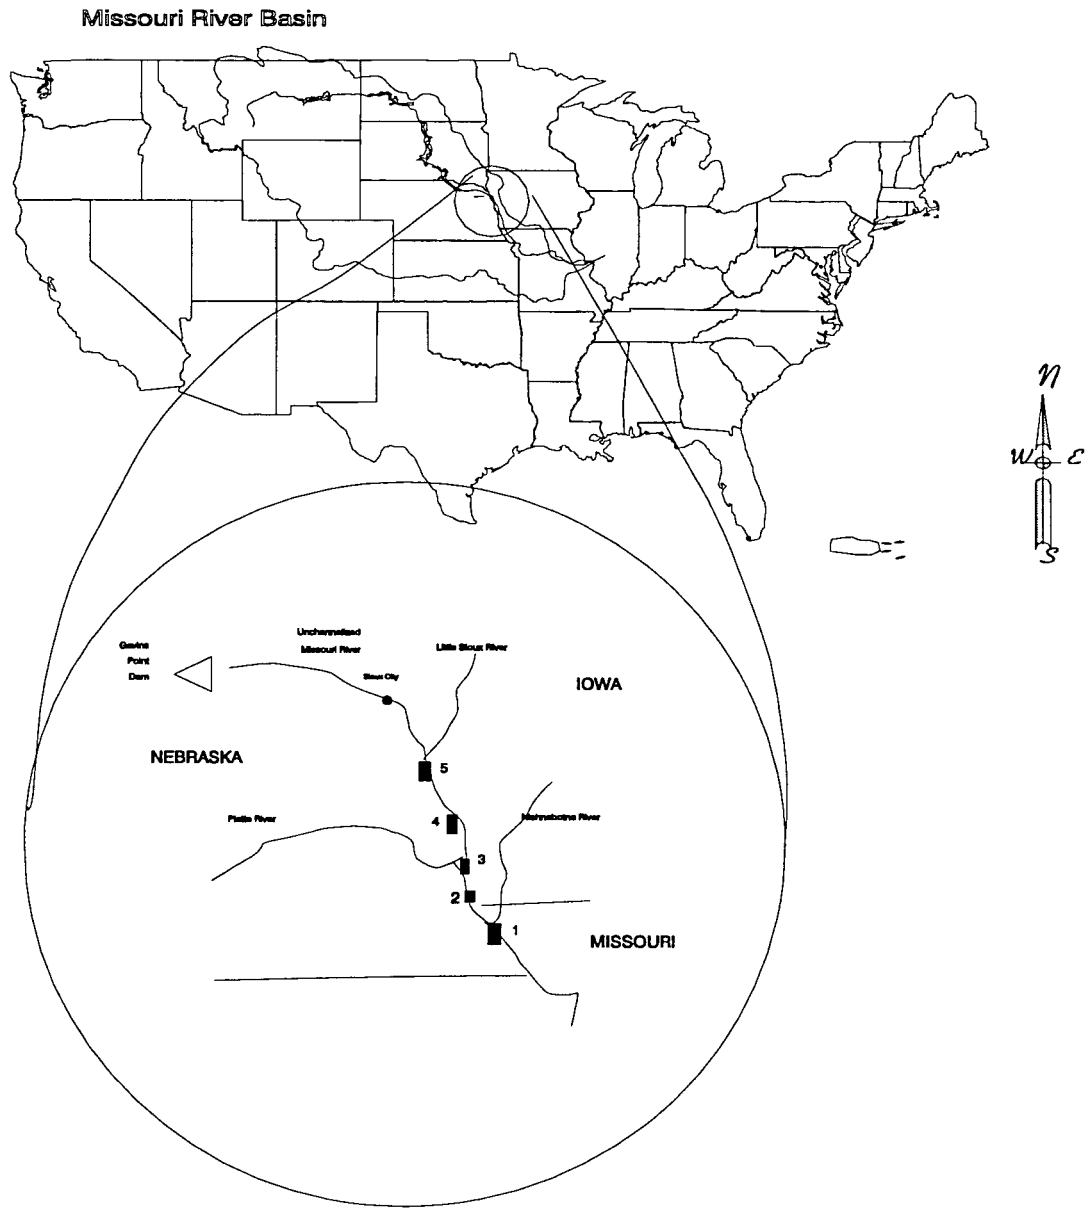 Missouri River Basin
N
W E
S
Gavins
Point
Dam
Unchannelized
Missouri River
Little Sioux River
Sioux City
IOWA
NEBRASKA
5
Platte River
4
Nishnabotna River
3
2
1
MISSOURI